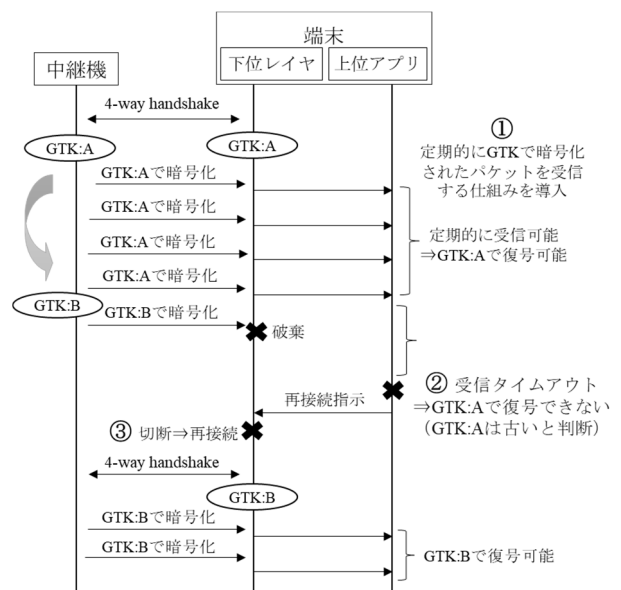 端末
中継機
下位レイヤ
上位アプリ
4-way handshake
GTK:A
GTK:A
①
定期的にGTKで暗号化
されたパケットを受信
する仕組みを導入
GTK:Aで暗号化
GTK:Aで暗号化
GTK:Aで暗号化
GTK:Aで暗号化
定期的に受信可能
⇒GTK:Aで復号可能
GTK:B
GTK:Bで暗号化
破棄
② 受信タイムアウト
⇒GTK:Aで復号できない
（GTK:Aは古いと判断）
再接続指示
③ 切断⇒再接続
4-way handshake
GTK:B
GTK:Bで暗号化
GTK:Bで暗号化
GTK:Bで復号可能